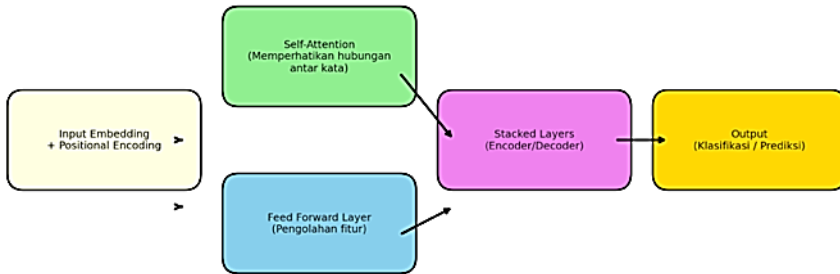 Self-Attention
(Memperhatikan hubungan
antar kata)
Input Embedding
+ Positional Encoding
Stacked Layers
(Encoder/Decoder)
Output
(Klasifikasi / Prediksi)
Feed Forward Layer
(Pengolahan fitur)